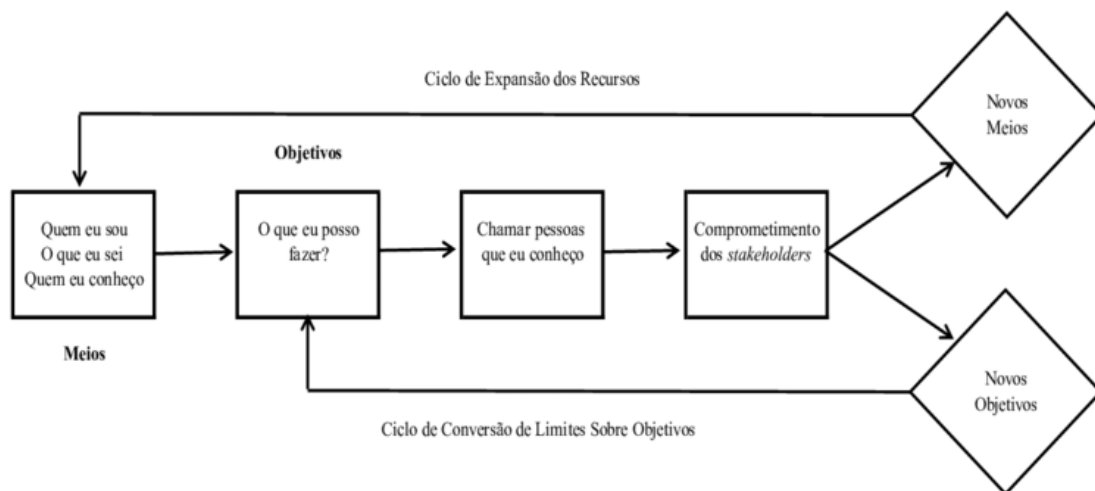 Ciclo de Expansão dos Recursos
Novos
Meios
Objetivos
Quem eu sou
O que eu sei
Quem eu conheço
O que eu posso
fazer?
Chamar pessoas
que eu conheço
Comprometimento
dos stakeholders
Meios
Novos
Objetivos
Ciclo de Conversão de Limites Sobre Objetivos